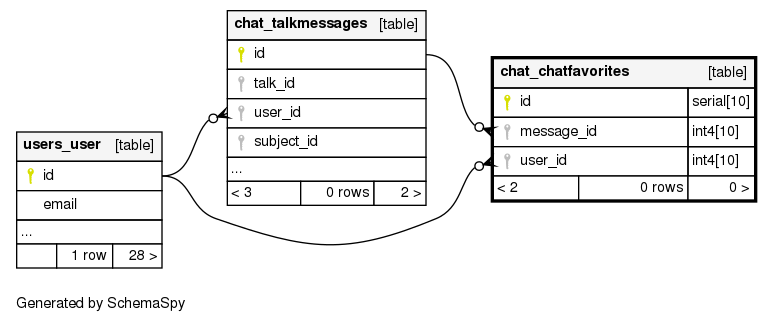 chat_talkmessages [table]
id
talk_id
user_id
subject_id
...
< 3 0 rows 2 >
chat_chatfavorites [table]
id serial[10]
message_id int4[10]
user_id int4[10]
< 2 0 rows 0 >
users_user [table]
id
email
...
1 row 28 >
Generated by SchemaSpy